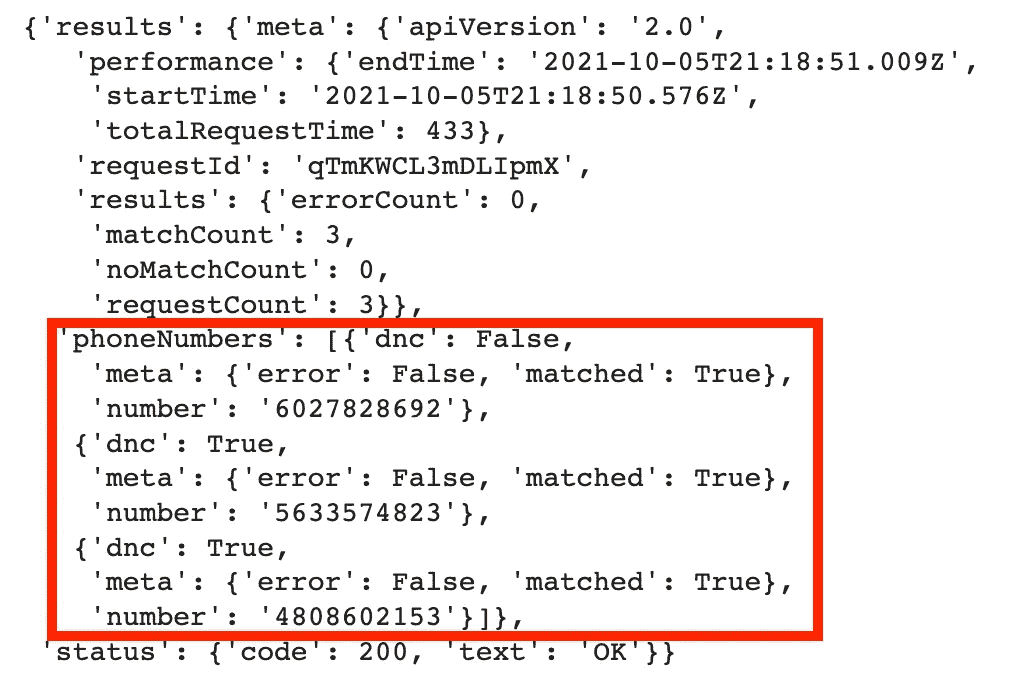 {'results': {'meta': {'apiVersion': '2.0',
'performance': {'endTime': '2021-10-05T21:18:51.009Z',
'startTime': '2021-10-05T21:18:50.576Z',
'totalRequestTime': 433},
'requestId': 'qTmKWCL3mDLIpmX',
'results': {'errorCount': 0,
'matchCount': 3,
'noMatchCount': 0,
'requestCount': 3}},
'phoneNumbers': [{'dnc': False,
'meta': {'error': False, 'matched': True},
'number': '6027828692'},
{'dnc': True,
'meta': {'error': False, 'matched': True},
'number': '5633574823'},
{'dnc': True,
'meta': {'error': False, 'matched': True},
'number': '4808602153'}]},
'status': {'code': 200, 'text': 'OK'}}